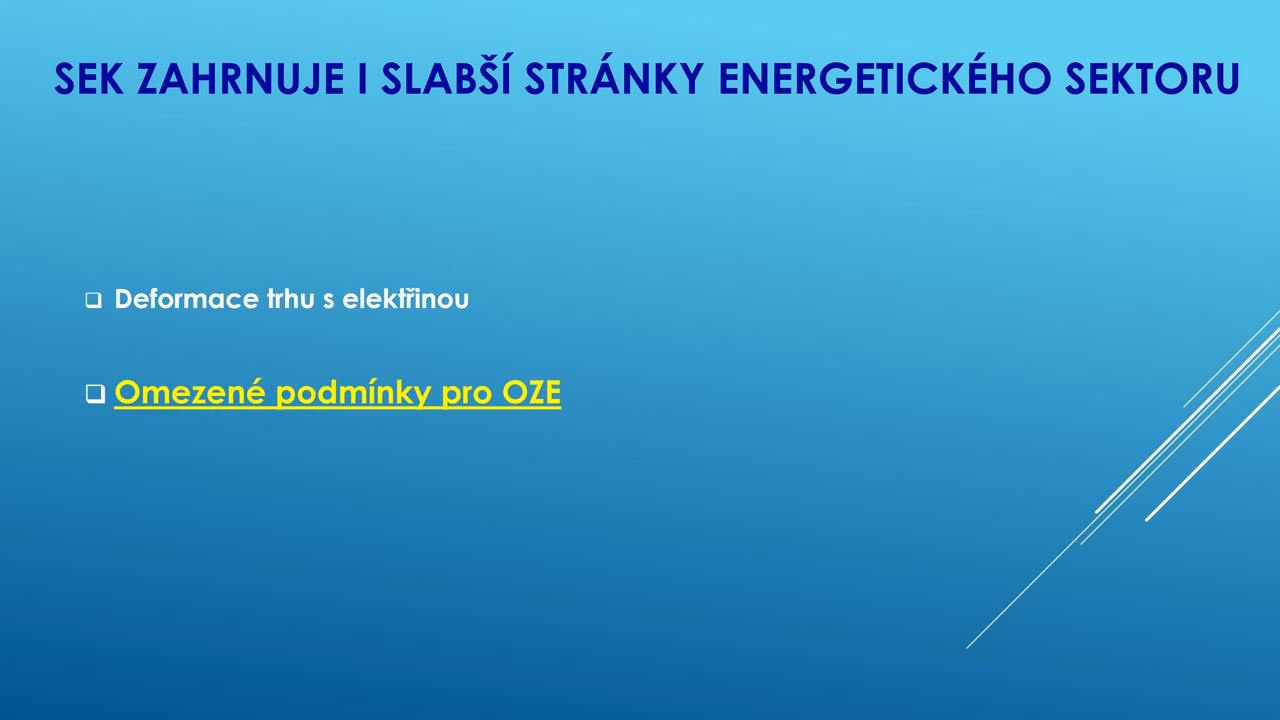 SEK ZAHRNUJE I SLABŠÍ STRÁNKY ENERGETICKÉHO SEKTORU
Deformace trhu s elektřinou
Omezené podmínky pro OZE